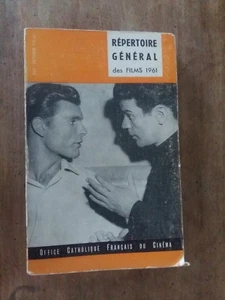 RÉPERTOIRE
GÉNÉRAL
des FILMS 1961
OFFICE CATHOLIQUE FRANÇAIS DU CINÉMA